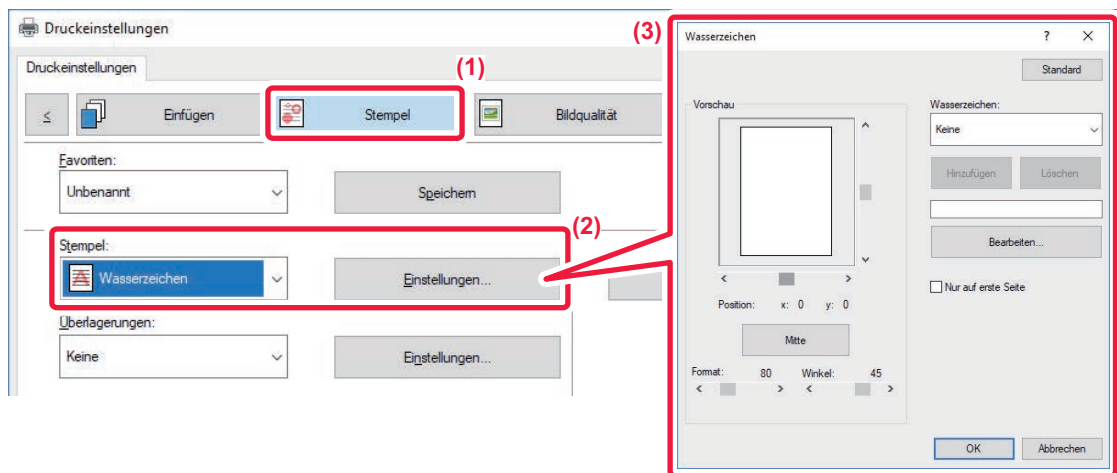 Druckeinstellungen
Druckeinstellungen
(1)
≤ Einfügen Stempel Bildqualität
Favoriten:
Unbenannt Speichern
(2)
Stempel:
Wasserzeichen Einstellungen...
Überlagerungen:
Keine Einstellungen...
(3)
Wasserzeichen ? X
Standard
Vorschau
Position: x: 0 y: 0
Mitte
Format: 80 Winkel: 45
Wasserzeichen:
Keine
Hinzufügen Löschen
Bearbeiten...
Nur auf erste Seite
OK Abbrechen